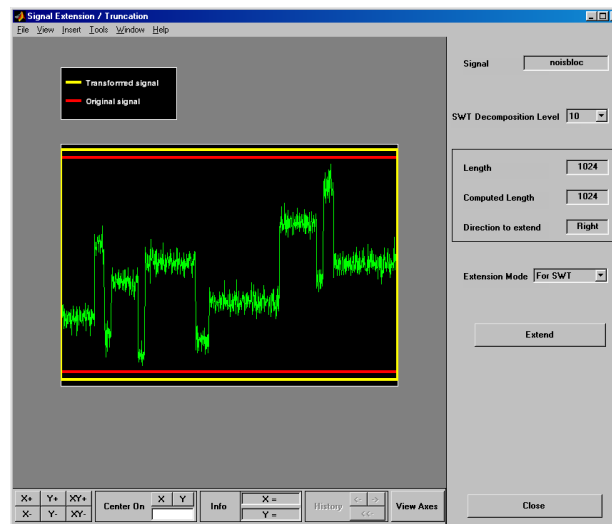 Signal Extension / Truncation
File View Insert Tools Window Help
Transformed signal
Original signal
Signal noisbloc
SWT Decomposition Level 10
Length 1024
Computed Length 1024
Direction to extend Right
Extension Mode For SWT
Extend
X+ Y+ XY+
X- Y- XY-
Center On X Y
Info X =
Y =
History <- ->
<<-
View Axes
Close